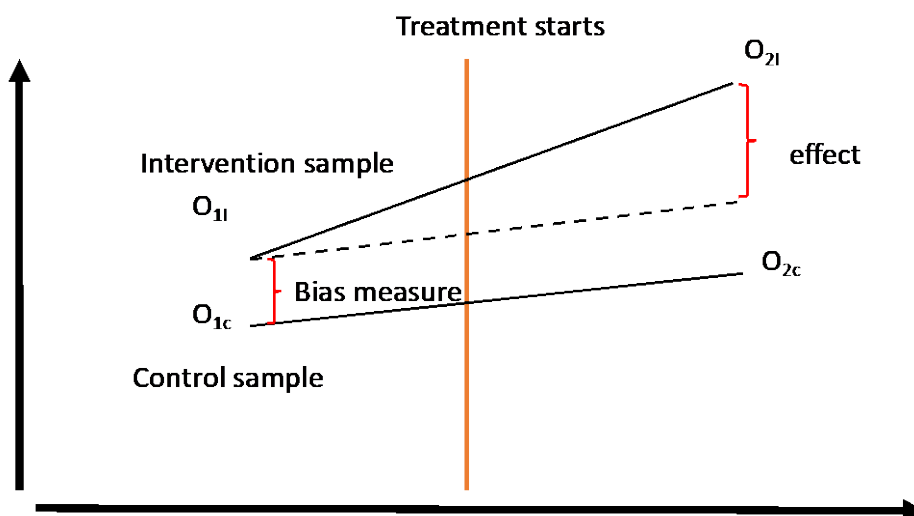 Treatment starts
O2I
Intervention sample
effect
O1I
Bias measure
O2c
O1c
Control sample